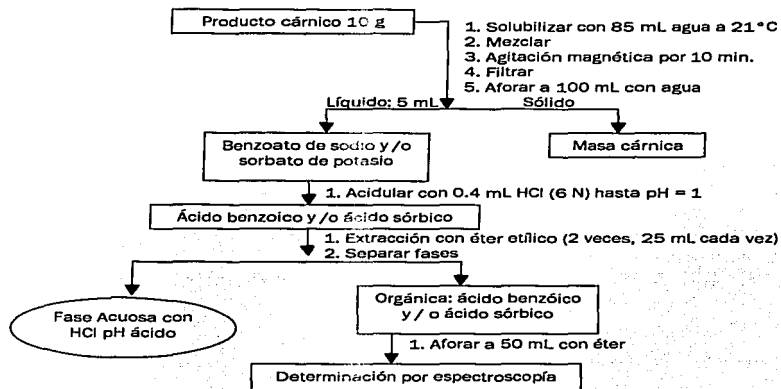 Producto cárnico 10 g
1. Solubilizar con 85 mL agua a 21°C
2. Mezclar
3. Agitación magnética por 10 min.
4. Filtrar
5. Aforar a 100 mL con agua
Líquido: 5 mL
Sólido
Benzoato de sodio y/o
sorbato de potasio
Masa cárnica
1. Acidular con 0.4 mL HCl (6 N) hasta pH = 1
Ácido benzoico y/o ácido sórbico
1. Extracción con éter etílico (2 veces, 25 mL cada vez)
2. Separar fases
Fase Acuosa con
HCl pH ácido
Orgánica: ácido benzóico
y/ o ácido sórbico
1. Aforar a 50 mL con éter
Determinación por espectroscopía